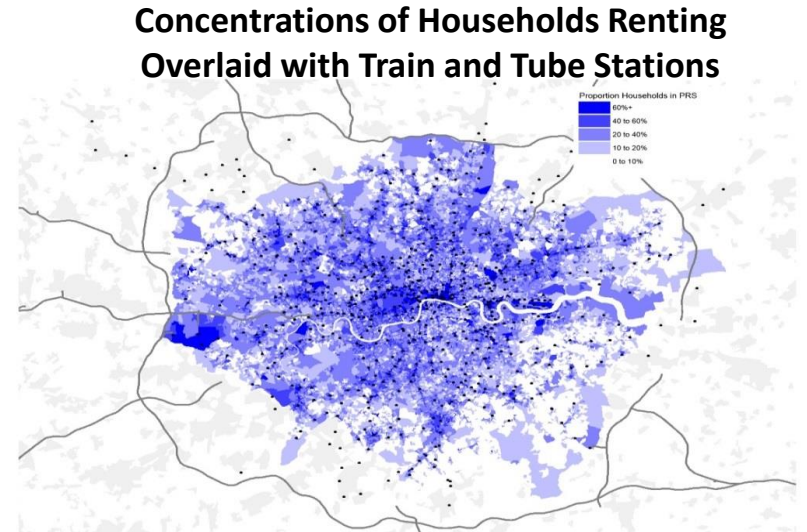 Concentrations of Households Renting
Overlaid with Train and Tube Stations
Proportion Households in PRS
60%+
40 to 60%
20 to 40%
10 to 20%
0 to 10%